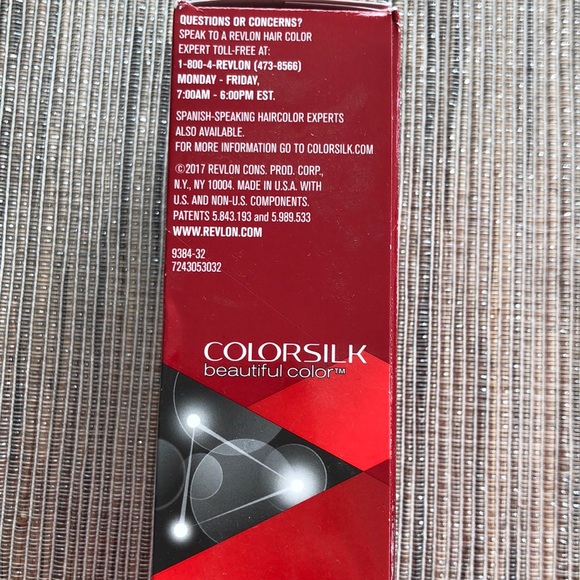 QUESTIONS OR CONCERNS?
SPEAK TO A REVLON HAIR COLOR
EXPERT TOLL-FREE AT:
1-800-4-REVLON (473-8566)
MONDAY - FRIDAY,
7:00AM - 6:00PM EST.
SPANISH-SPEAKING HAIRCOLOR EXPERTS
ALSO AVAILABLE.
FOR MORE INFORMATION GO TO COLORSILK.COM
©2017 REVLON CONS. PROD. CORP.,
N.Y., NY 10004. MADE IN U.S.A. WITH
U.S. AND NON-U.S. COMPONENTS.
PATENTS 5.843.193 and 5.989.533
WWW.REVLON.COM
9384-32
7243053032
COLORSILK
beautiful color™